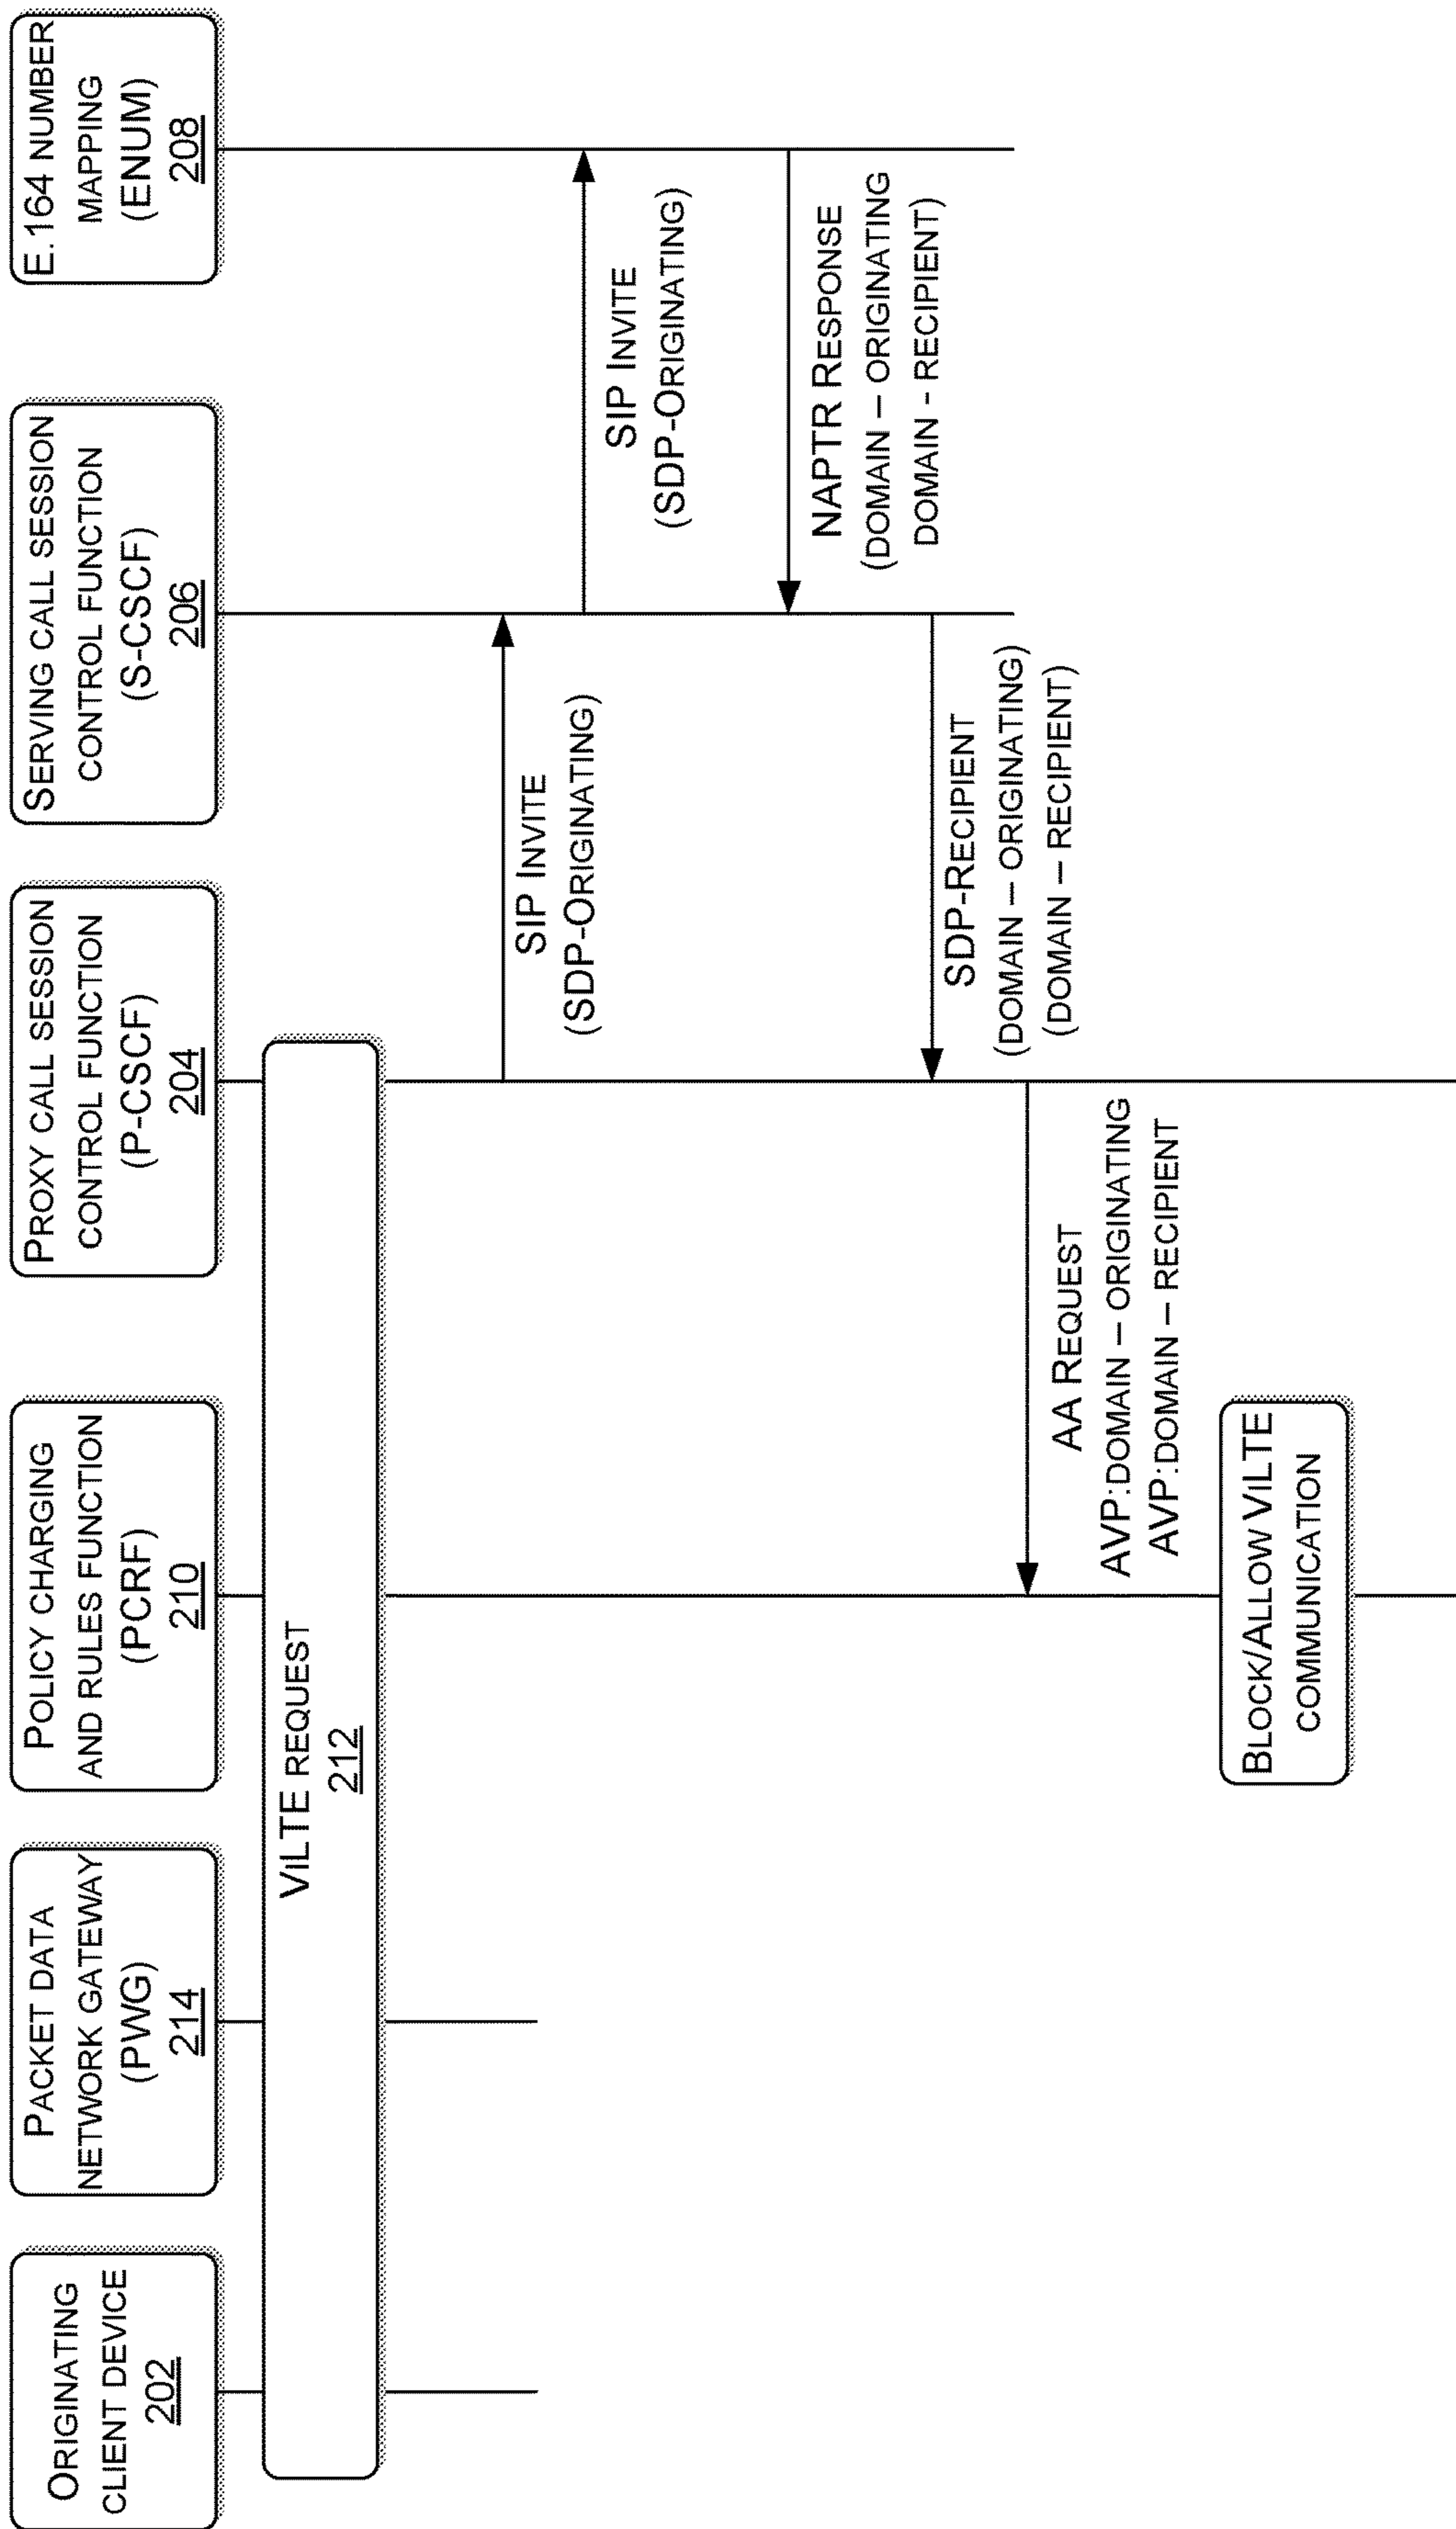 ORIGINATING
CLIENT DEVICE
202
PACKET DATA
NETWORK GATEWAY
(PWG)
214
POLICY CHARGING
AND RULES FUNCTION
(PCRF)
210
PROXY CALL SESSION
CONTROL FUNCTION
(P-CSCF)
204
SERVING CALL SESSION
CONTROL FUNCTION
(S-CSCF)
206
E.164 NUMBER
MAPPING
(ENUM)
208
VILTE REQUEST
212
SIP INVITE
(SDP-ORIGINATING)
SIP INVITE
(SDP-ORIGINATING)
NAPTR RESPONSE
(DOMAIN – ORIGINATING
DOMAIN - RECIPIENT)
SDP-RECIPIENT
(DOMAIN – ORIGINATING)
(DOMAIN – RECIPIENT)
AA REQUEST
AVP:DOMAIN – ORIGINATING
AVP:DOMAIN – RECIPIENT
BLOCK/ALLOW VILTE
COMMUNICATION